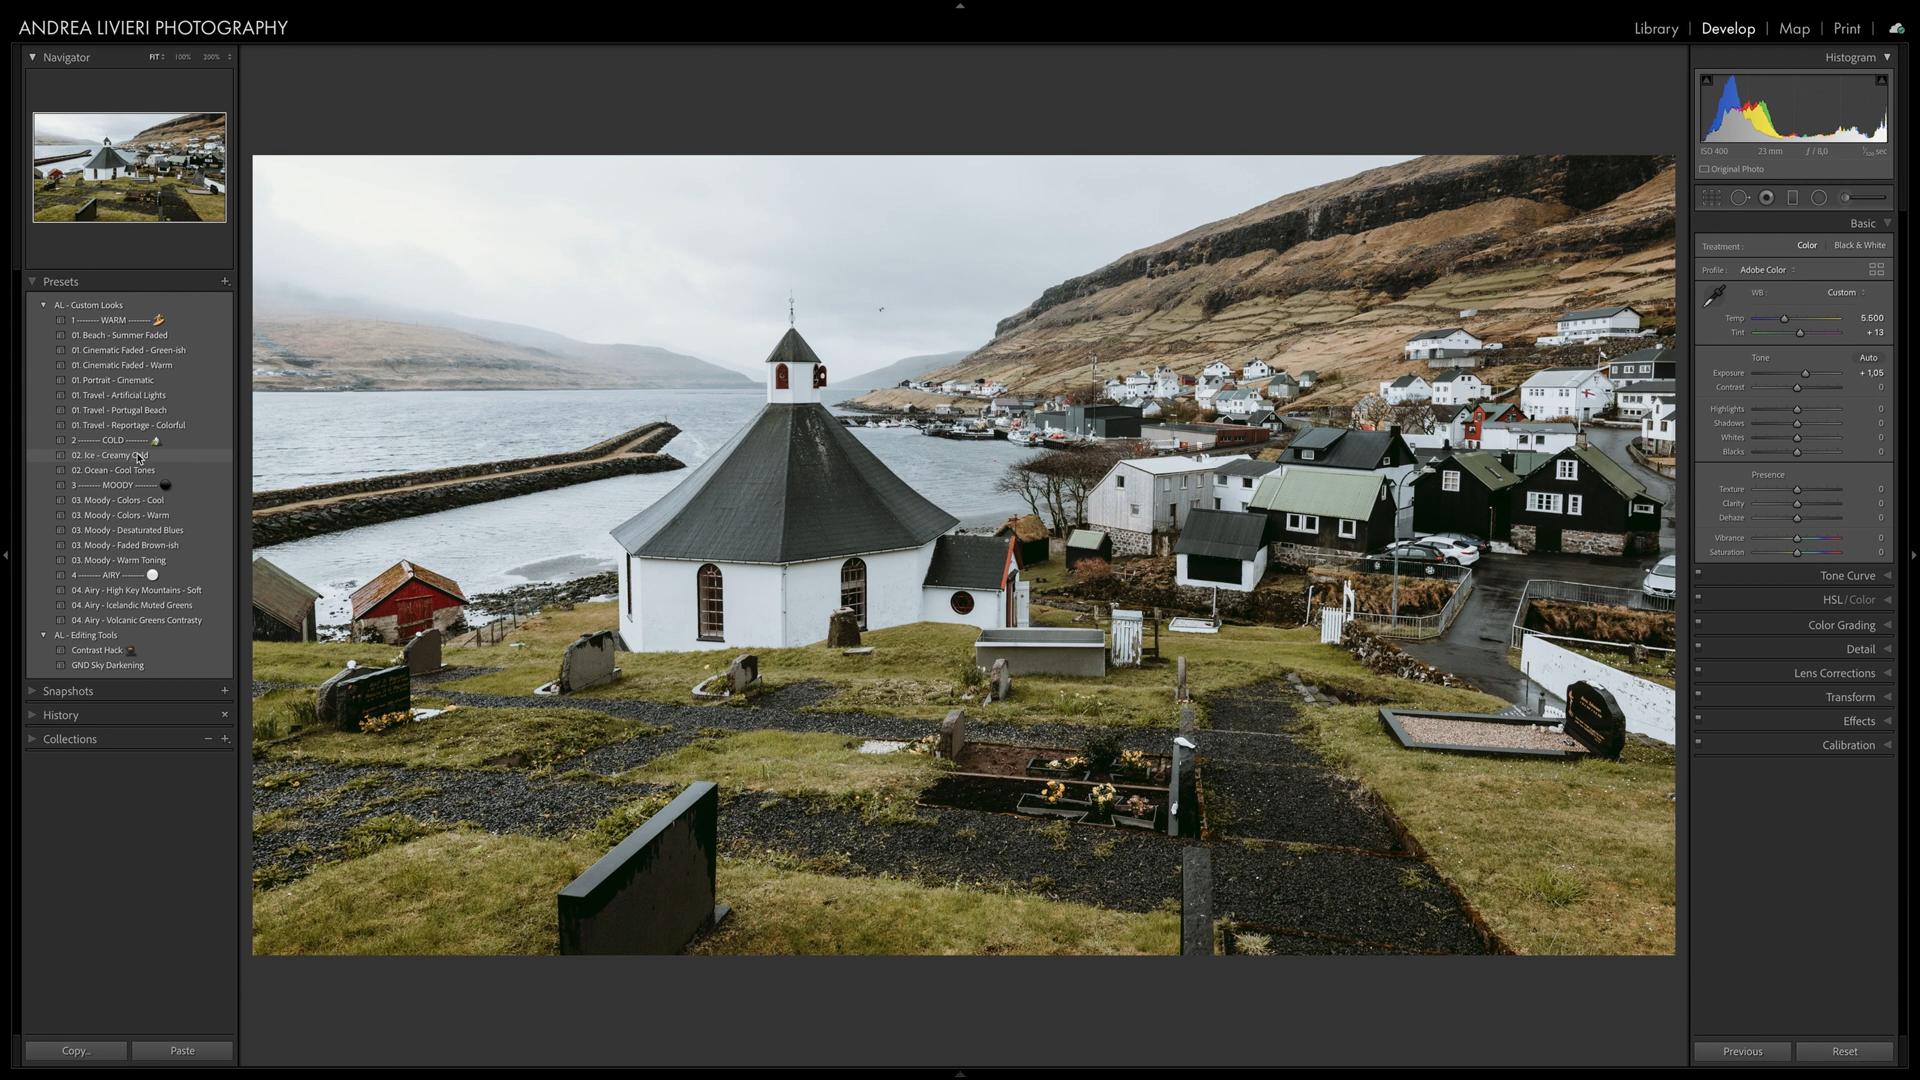 ANDREA LIVIERI PHOTOGRAPHY
Library | Develop | Map | Print |
Navigator FIT 100% 200%
Presets
AL - Custom Looks
1 -------- WARM --------
01. Beach - Summer Faded
01. Cinematic Faded - Green-ish
01. Cinematic Faded - Warm
01. Portrait - Cinematic
01. Travel - Artificial Lights
01. Travel - Portugal Beach
01. Travel - Reportage - Colorful
2 -------- COLD --------
02. Ice - Creamy Cold
02. Ocean - Cool Tones
3 -------- MOODY --------
03. Moody - Colors - Cool
03. Moody - Colors - Warm
03. Moody - Desaturated Blues
03. Moody - Faded Brown-ish
03. Moody - Warm Toning
4 -------- AIRY --------
04. Airy - High Key Mountains - Soft
04. Airy - Icelandic Muted Greens
04. Airy - Volcanic Greens Contrasty
AL - Editing Tools
Contrast Hack
GND Sky Darkening
Snapshots
History
Collections
Copy... Paste
Histogram
ISO 400 23 mm ƒ / 8,0 sec
Original Photo
Basic
Treatment : Color | Black & White
Profile : Adobe Color
WB : Custom
Temp 5.500
Tint + 13
Tone Auto
Exposure + 1,05
Contrast 0
Highlights 0
Shadows 0
Whites 0
Blacks 0
Presence
Texture 0
Clarity 0
Dehaze 0
Vibrance 0
Saturation 0
Tone Curve
HSL / Color
Color Grading
Detail
Lens Corrections
Transform
Effects
Calibration
Previous Reset